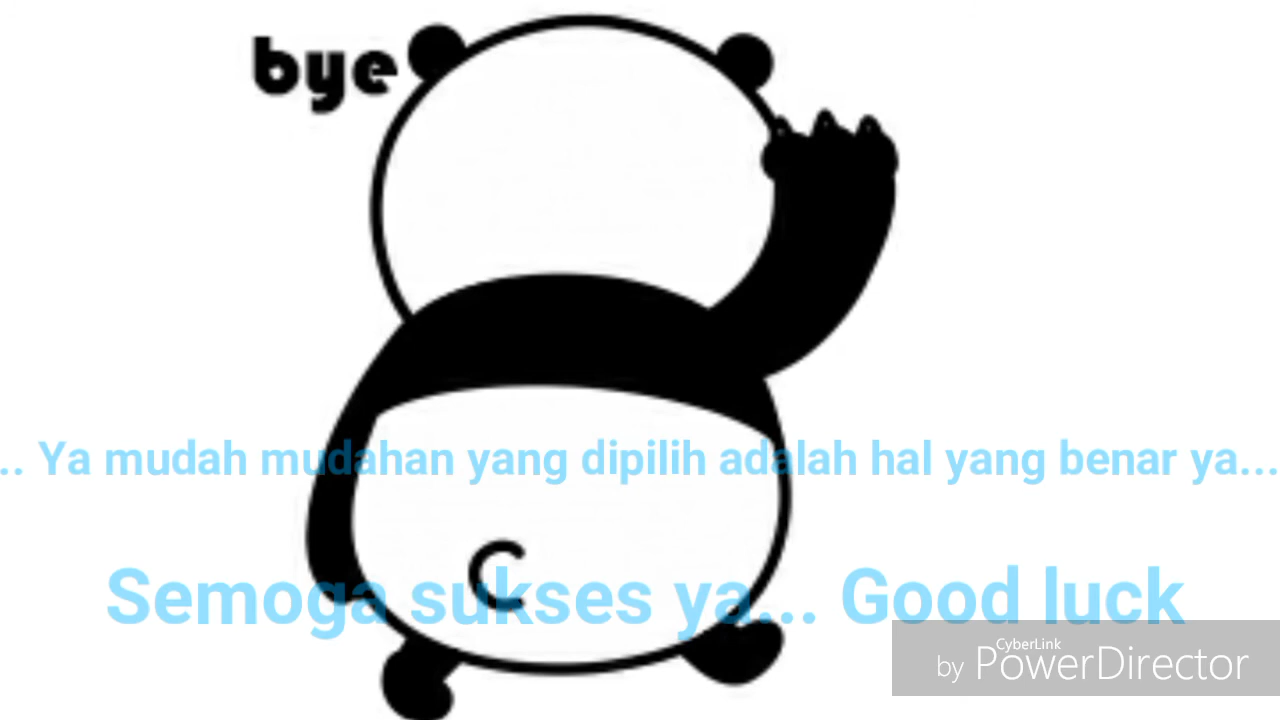 bye
.. Ya mudah mudahan yang dipilih adalah hal yang benar ya...
Semoga sukses ya... Good luck
CyberLink
by PowerDirector